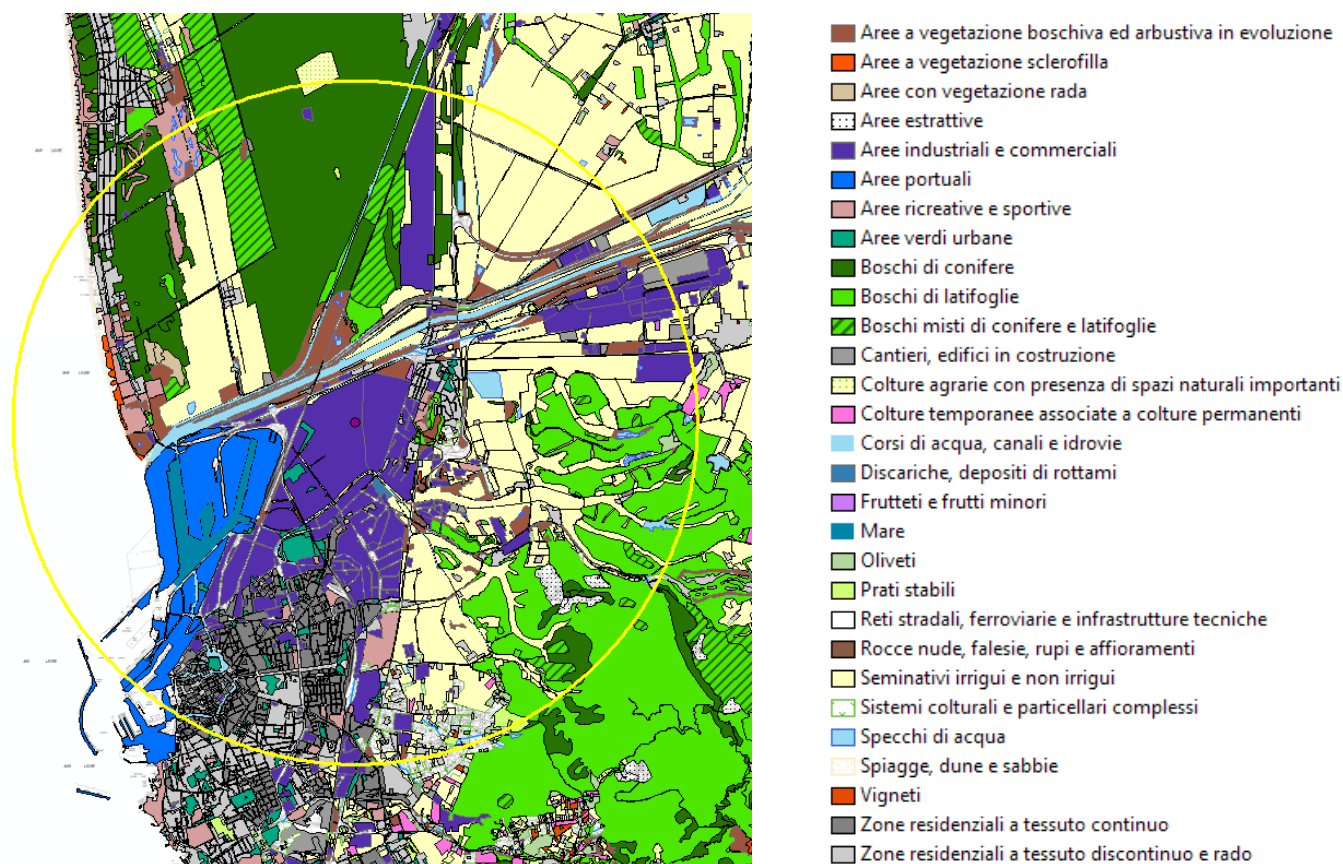 Aree a vegetazione boschiva ed arbustiva in evoluzione
Aree a vegetazione sclerofilla
Aree con vegetazione rada
Aree estrattive
Aree industriali e commerciali
Aree portuali
Aree ricreative e sportive
Aree verdi urbane
Boschi di conifere
Boschi di latifoglie
Boschi misti di conifere e latifoglie
Cantieri, edifici in costruzione
Colture agrarie con presenza di spazi naturali importanti
Colture temporanee associate a colture permanenti
Corsi di acqua, canali e idrovie
Discariche, depositi di rottami
Frutteti e frutti minori
Mare
Oliveti
Prati stabili
Reti stradali, ferroviarie e infrastrutture tecniche
Rocce nude, falesie, rupi e affioramenti
Seminativi irrigui e non irrigui
Sistemi colturali e particellari complessi
Specchi di acqua
Spiagge, dune e sabbie
Vigneti
Zone residenziali a tessuto continuo
Zone residenziali a tessuto discontinuo e rado